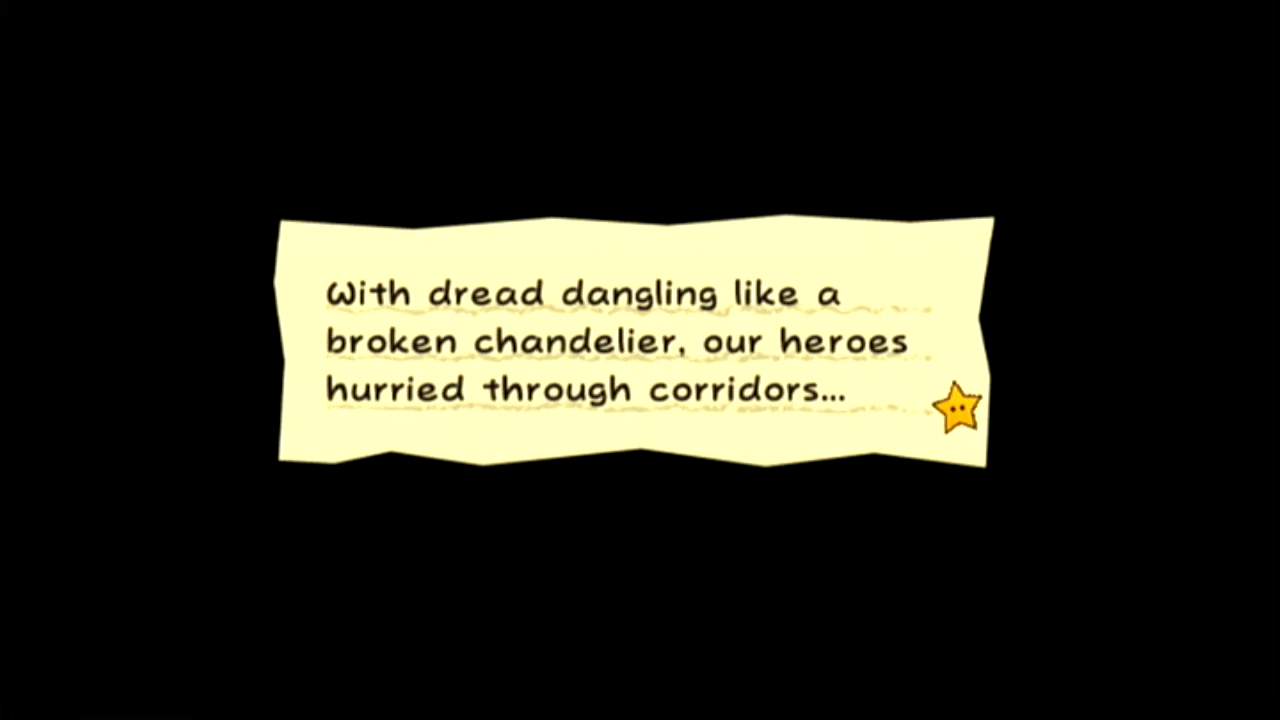 With dread dangling like a
broken chandelier, our heroes
hurried through corridors...